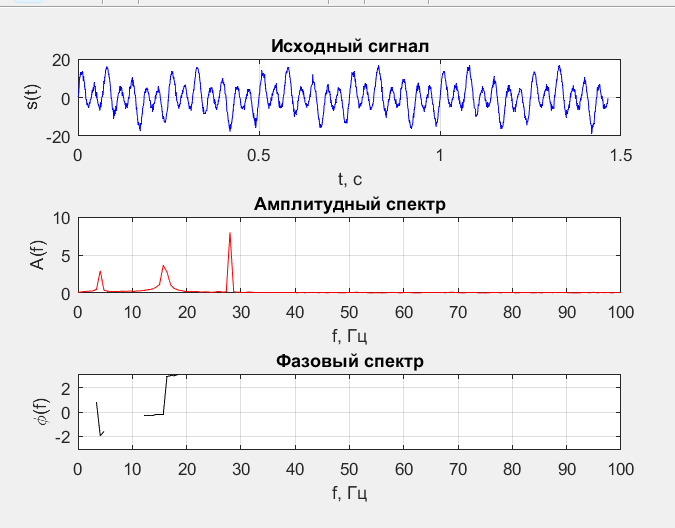 Исходный сигнал
20
0
-20
s(t)
0 0.5 1 1.5
t, с
Амплитудный спектр
10
5
0
A(f)
0 10 20 30 40 50 60 70 80 90 100
f, Гц
Фазовый спектр
2
0
-2
ϕ(f)
0 10 20 30 40 50 60 70 80 90 100
f, Гц